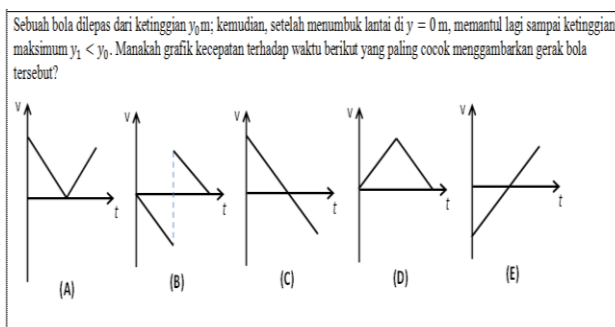 Sebuah bola dilepas dari ketinggian y₀m; kemudian, setelah menumbuk lantai di y = 0 m, memantul lagi sampai ketinggian
maksimum y₁ < y₀. Manakah grafik kecepatan terhadap waktu berikut yang paling cocok menggambarkan gerak bola
tersebut?
V V V V V
t t t t t
(A) (B) (C) (D) (E)